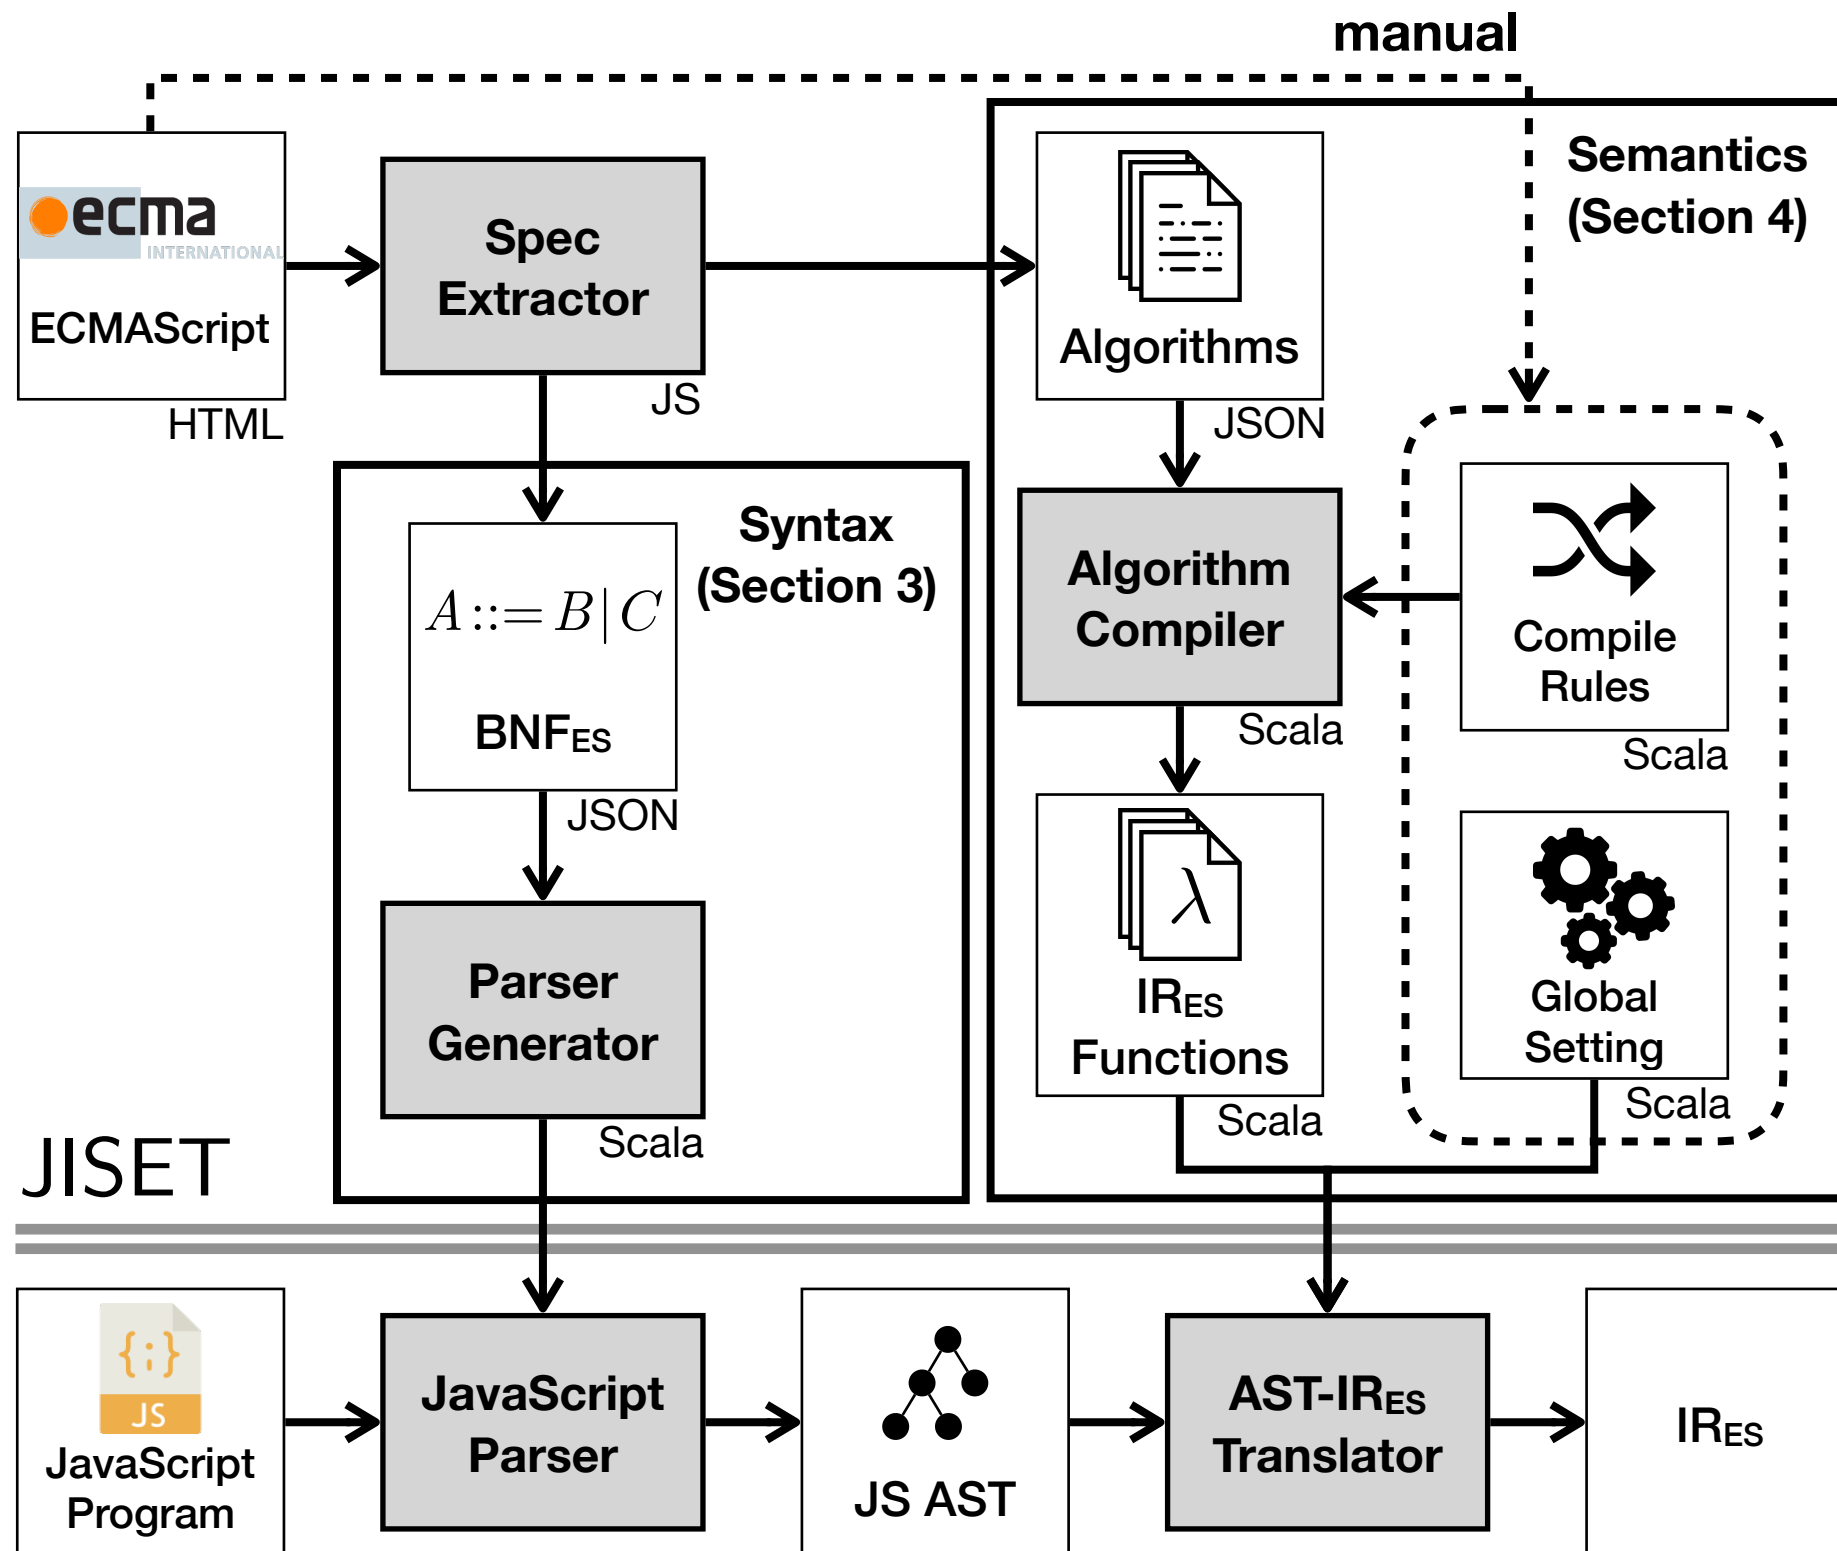 manual
ecma
INTERNATIONAL
ECMAScript
HTML
Spec
Extractor
JS
Algorithms
JSON
Semantics
(Section 4)
Syntax
(Section 3)
A ::= B | C
BNFES
JSON
Algorithm
Compiler
Scala
Compile
Rules
Scala
Parser
Generator
Scala
λ
IRES
Functions
Scala
Global
Setting
Scala
JISET
{;}
JS
JavaScript
Program
JavaScript
Parser
JS AST
AST-IRES
Translator
IRES